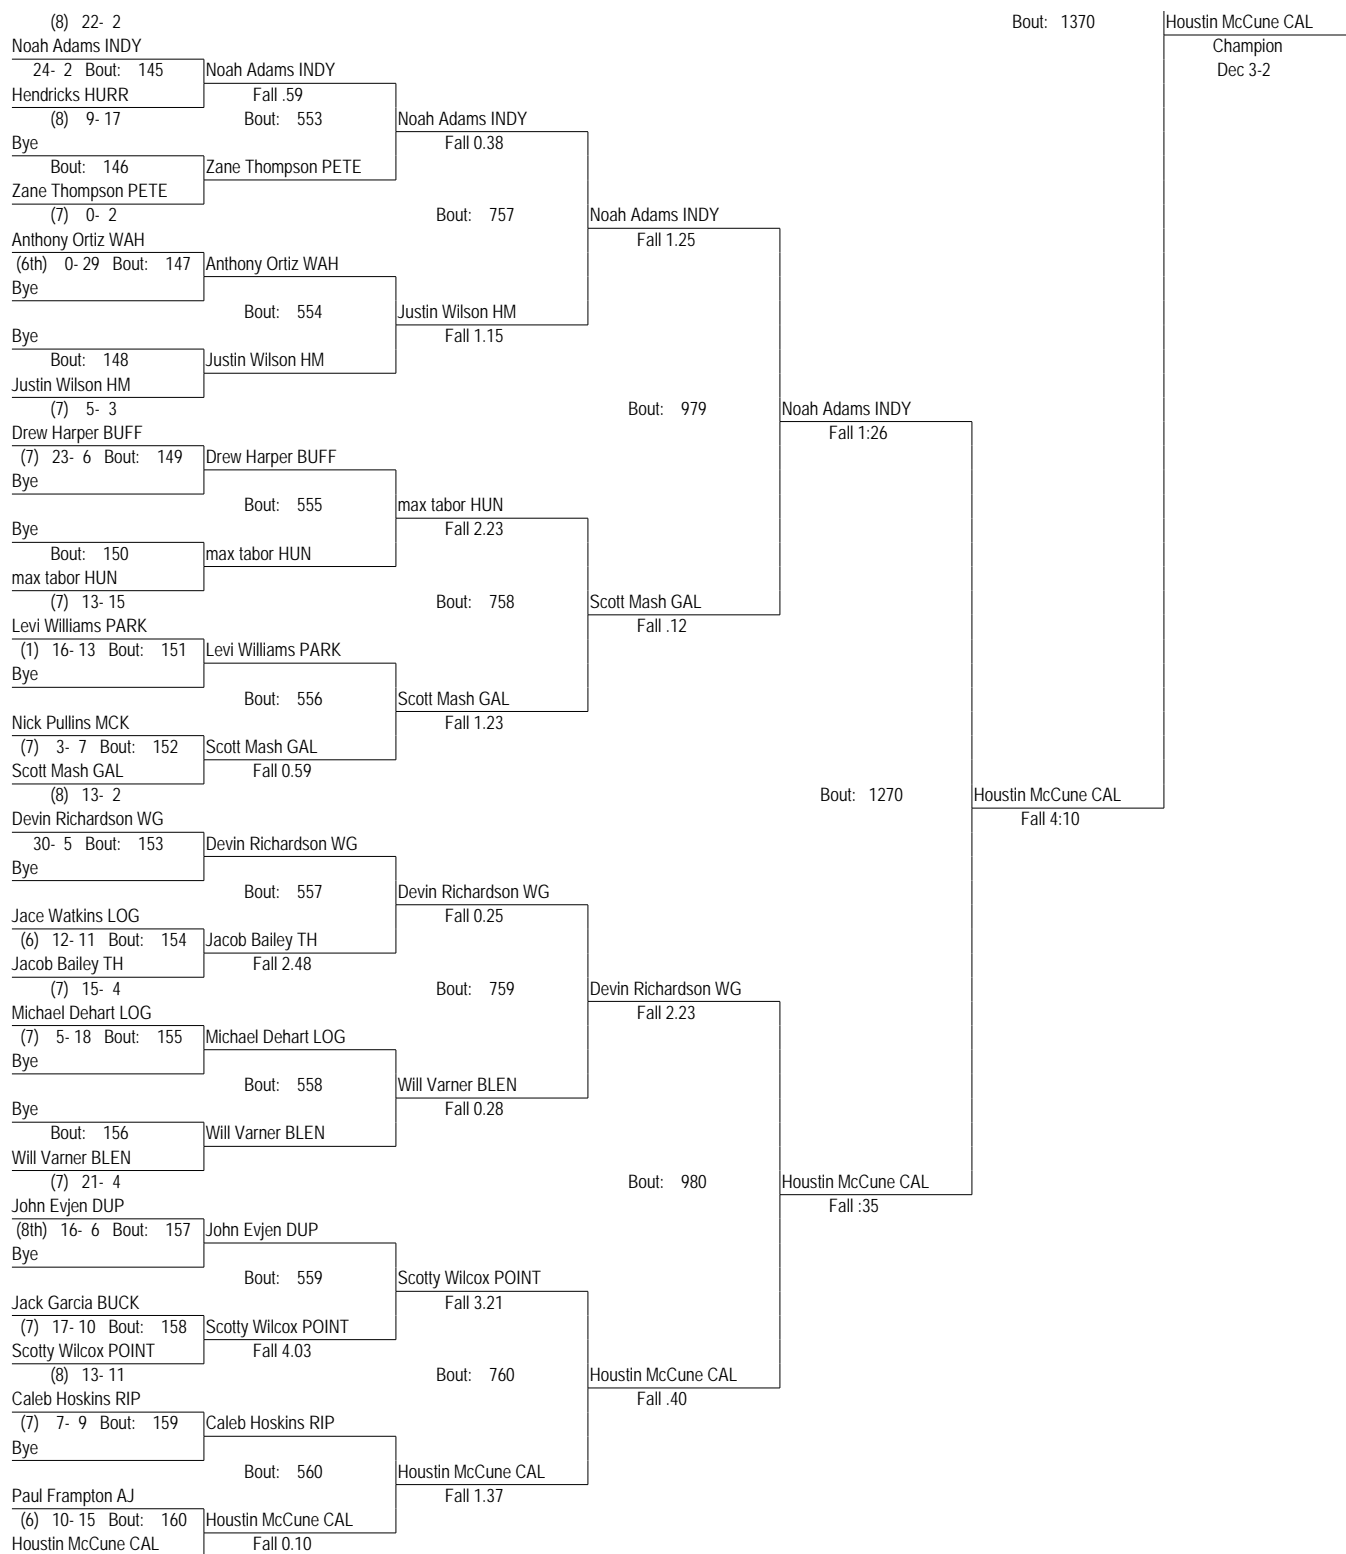 (8) 22- 2 Bout: 1370 Houstin McCune CAL
Noah Adams INDY Champion
24- 2 Bout: 145 Noah Adams INDY Dec 3-2
Hendricks HURR Fall .59
(8) 9- 17 Bout: 553 Noah Adams INDY
Bye Fall 0.38
Bout: 146 Zane Thompson PETE
Zane Thompson PETE
(7) 0- 2 Bout: 757 Noah Adams INDY
Anthony Ortiz WAH Fall 1.25
(6th) 0- 29 Bout: 147 Anthony Ortiz WAH
Bye
Bout: 554 Justin Wilson HM
Bye Fall 1.15
Bout: 148 Justin Wilson HM
Justin Wilson HM
(7) 5- 3 Bout: 979 Noah Adams INDY
Drew Harper BUFF Fall 1:26
(7) 23- 6 Bout: 149 Drew Harper BUFF
Bye
Bout: 555 max tabor HUN
Bye Fall 2.23
Bout: 150 max tabor HUN
max tabor HUN
(7) 13- 15 Bout: 758 Scott Mash GAL
Levi Williams PARK Fall .12
(1) 16- 13 Bout: 151 Levi Williams PARK
Bye
Bout: 556 Scott Mash GAL
Nick Pullins MCK Fall 1.23
(7) 3- 7 Bout: 152 Scott Mash GAL
Scott Mash GAL Fall 0.59
(8) 13- 2 Bout: 1270 Houstin McCune CAL
Devin Richardson WG Fall 4:10
30- 5 Bout: 153 Devin Richardson WG
Bye
Bout: 557 Devin Richardson WG
Jace Watkins LOG Fall 0.25
(6) 12- 11 Bout: 154 Jacob Bailey TH
Jacob Bailey TH Fall 2.48
(7) 15- 4 Bout: 759 Devin Richardson WG
Michael Dehart LOG Fall 2.23
(7) 5- 18 Bout: 155 Michael Dehart LOG
Bye
Bout: 558 Will Varner BLEN
Bye Fall 0.28
Bout: 156 Will Varner BLEN
Will Varner BLEN
(7) 21- 4 Bout: 980 Houstin McCune CAL
John Evjen DUP Fall :35
(8th) 16- 6 Bout: 157 John Evjen DUP
Bye
Bout: 559 Scotty Wilcox POINT
Jack Garcia BUCK Fall 3.21
(7) 17- 10 Bout: 158 Scotty Wilcox POINT
Scotty Wilcox POINT Fall 4.03
(8) 13- 11 Bout: 760 Houstin McCune CAL
Caleb Hoskins RIP Fall .40
(7) 7- 9 Bout: 159 Caleb Hoskins RIP
Bye
Bout: 560 Houstin McCune CAL
Paul Frampton AJ Fall 1.37
(6) 10- 15 Bout: 160 Houstin McCune CAL
Houstin McCune CAL Fall 0.10